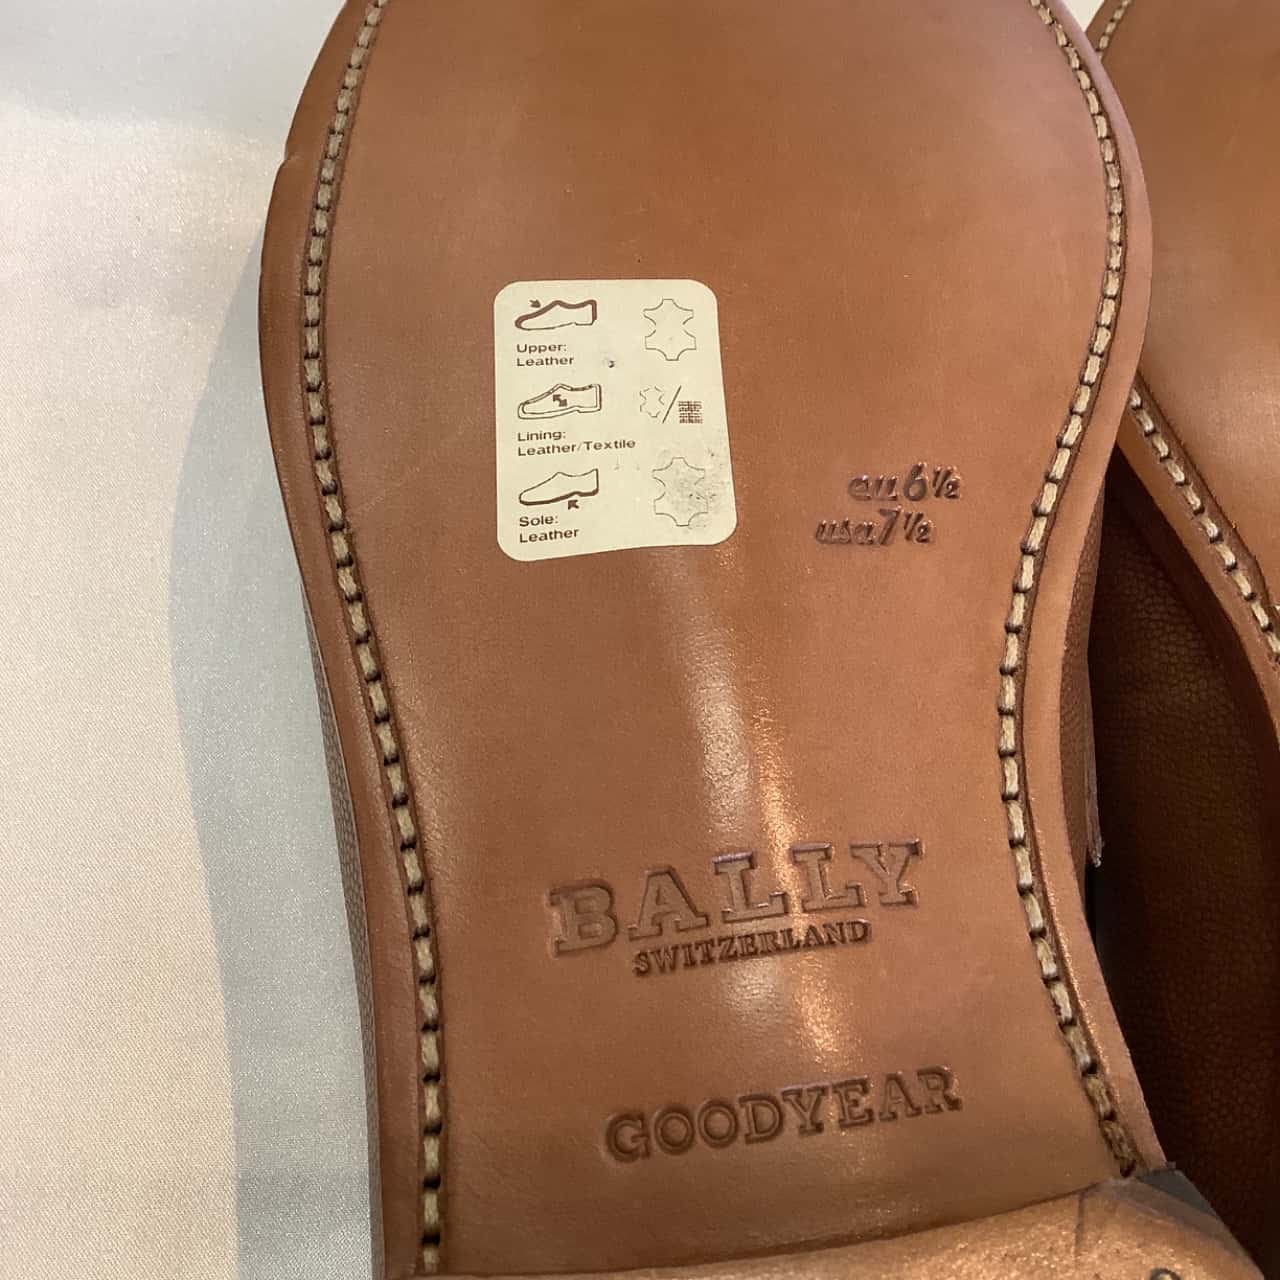 Upper:
Leather
Lining:
Leather/Textile
Sole:
Leather
eu 6½
usa 7½
BALLY
SWITZERLAND
GOODYEAR